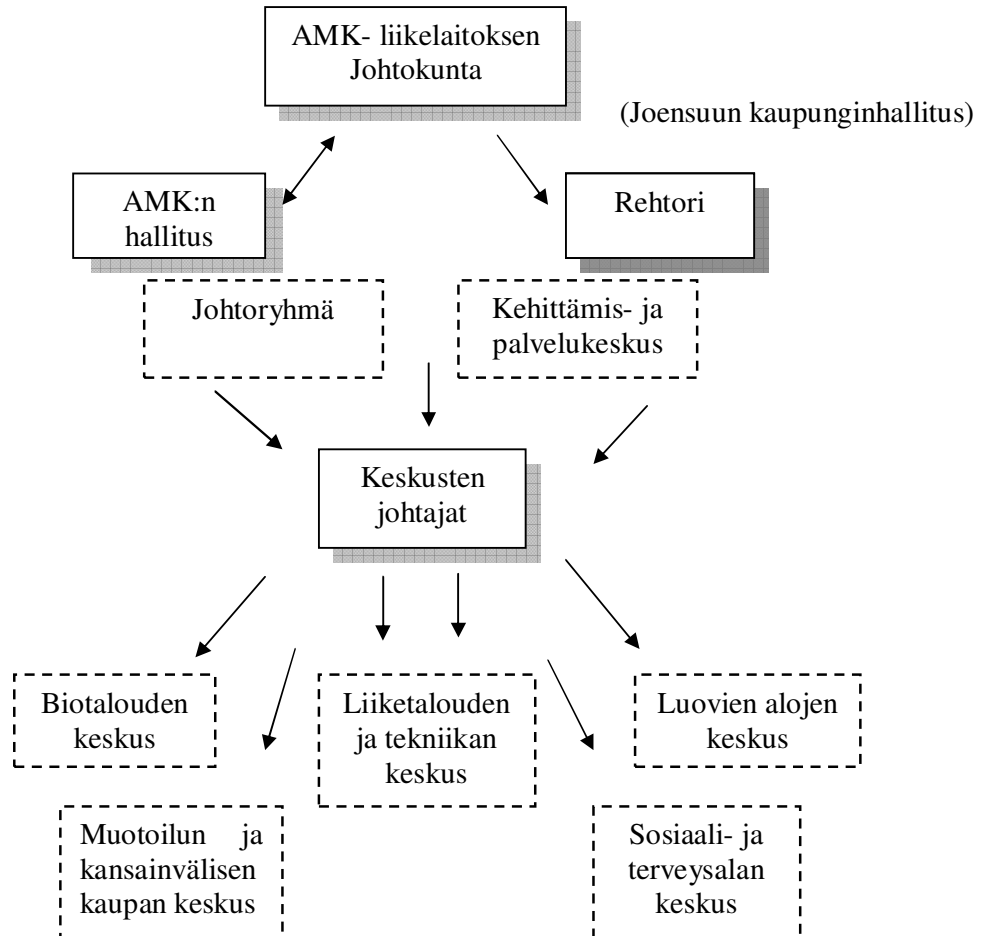 AMK- liikelaitoksen
Johtokunta
(Joensuun kaupunginhallitus)
AMK:n
hallitus
Rehtori
Johtoryhmä
Kehittämis- ja
palvelukeskus
Keskusten
johtajat
Biotalouden
keskus
Liiketalouden
ja tekniikan
keskus
Luovien alojen
keskus
Muotoilun ja
kansainvälisen
kaupan keskus
Sosiaali- ja
terveysalan
keskus